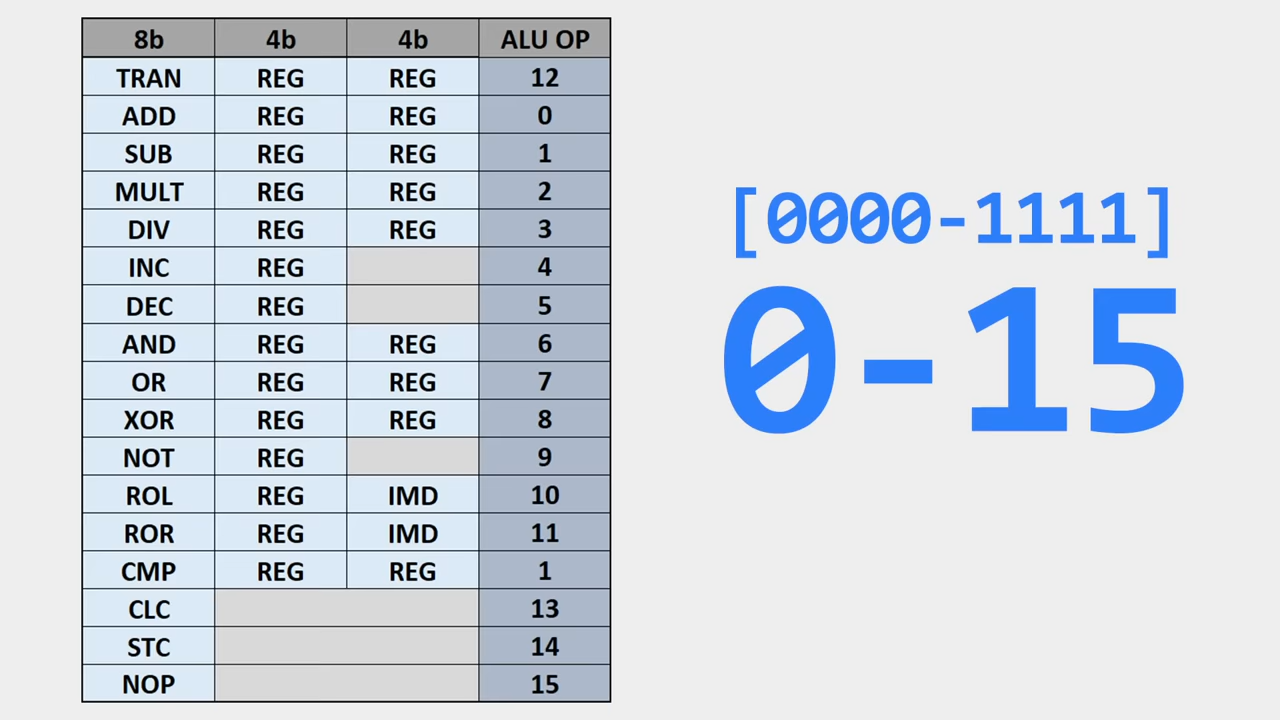 8b 4b 4b ALU OP
TRAN REG REG 12
ADD REG REG 0
SUB REG REG 1
MULT REG REG 2
DIV REG REG 3
INC REG 4
DEC REG 5
AND REG REG 6
OR REG REG 7
XOR REG REG 8
NOT REG 9
ROL REG IMD 10
ROR REG IMD 11
CMP REG REG 1
CLC 13
STC 14
NOP 15
[0000-1111]
0-15